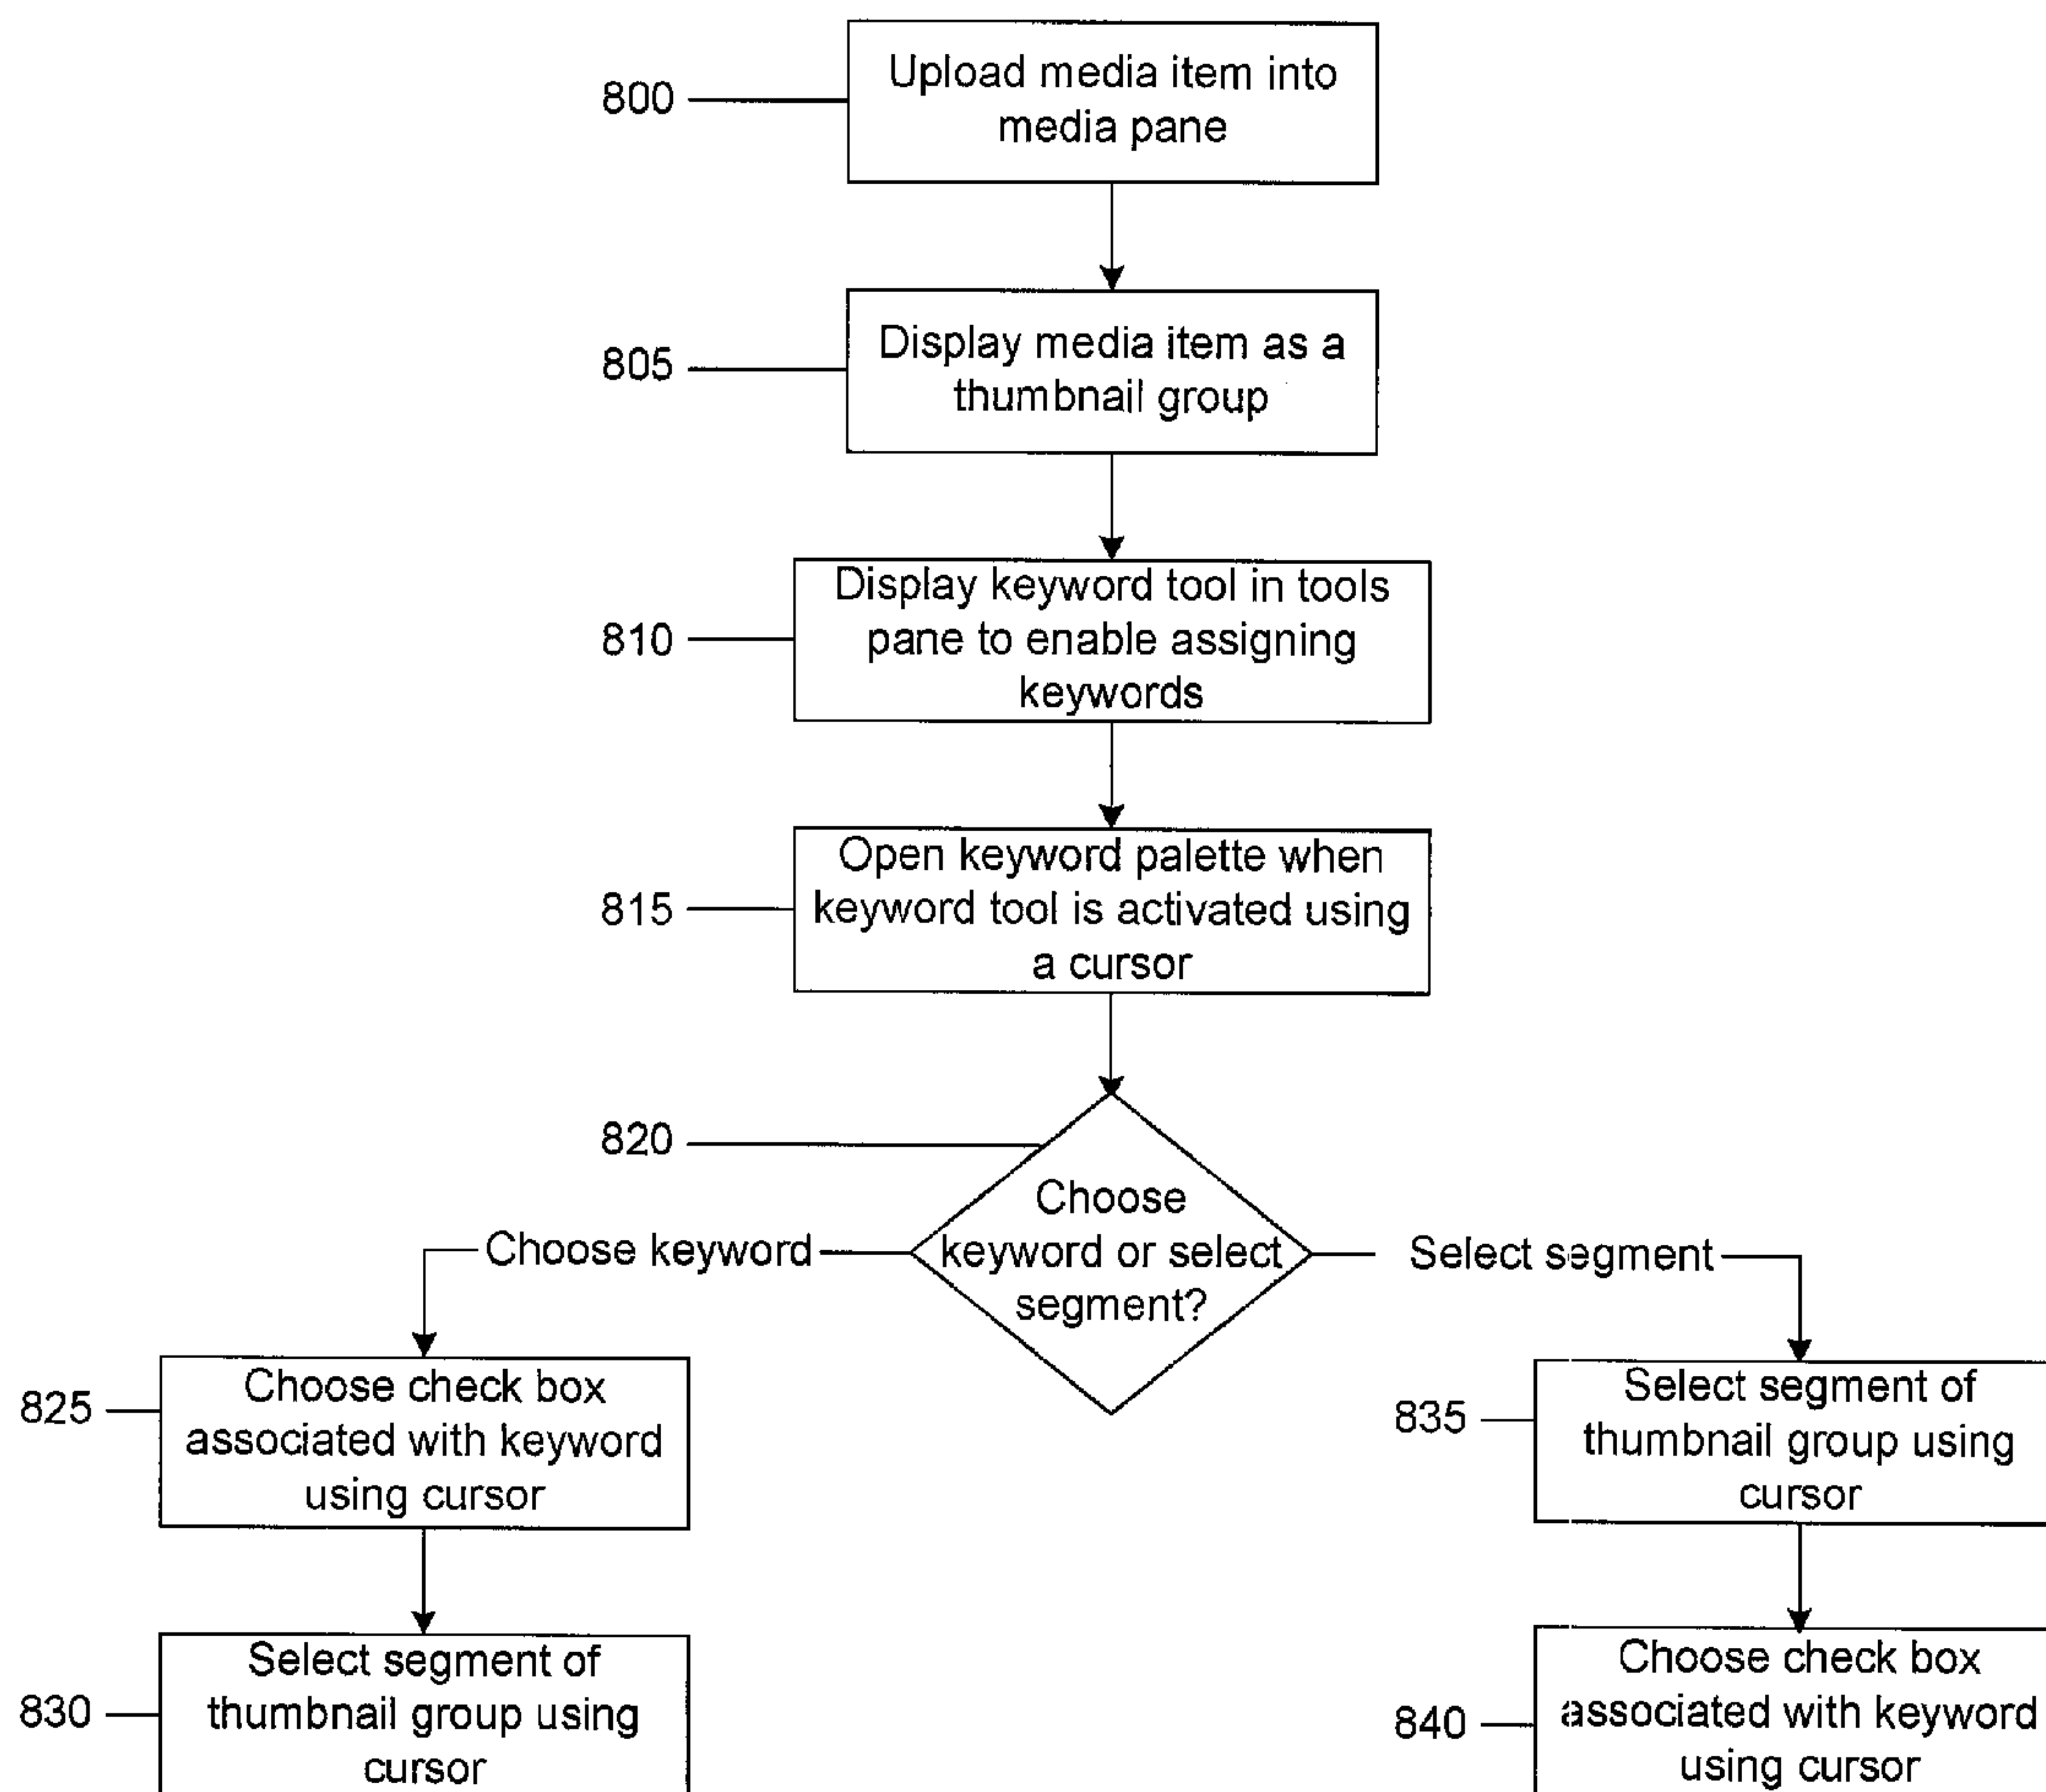 800
Upload media item into
media pane
805
Display media item as a
thumbnail group
810
Display keyword tool in tools
pane to enable assigning
keywords
815
Open keyword palette when
keyword tool is activated using
a cursor
820
Choose
keyword or select
segment?
Choose keyword
Select segment
825
Choose check box
associated with keyword
using cursor
835
Select segment of
thumbnail group using
cursor
830
Select segment of
thumbnail group using
cursor
840
Choose check box
associated with keyword
using cursor